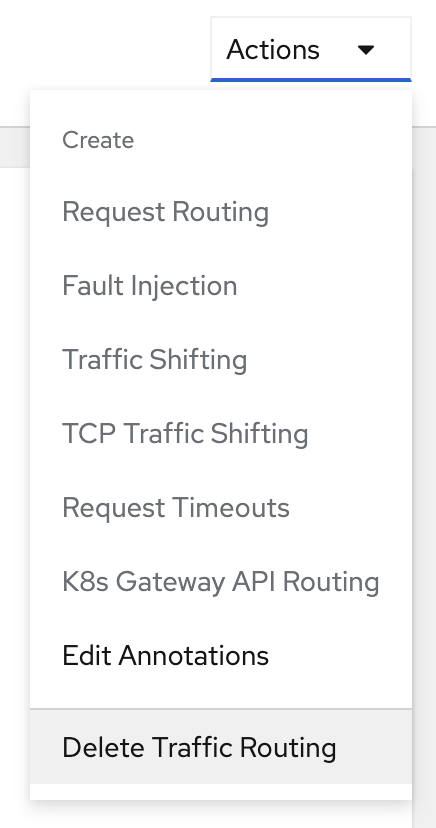 Actions
Create
Request Routing
Fault Injection
Traffic Shifting
TCP Traffic Shifting
Request Timeouts
K8s Gateway API Routing
Edit Annotations
Delete Traffic Routing